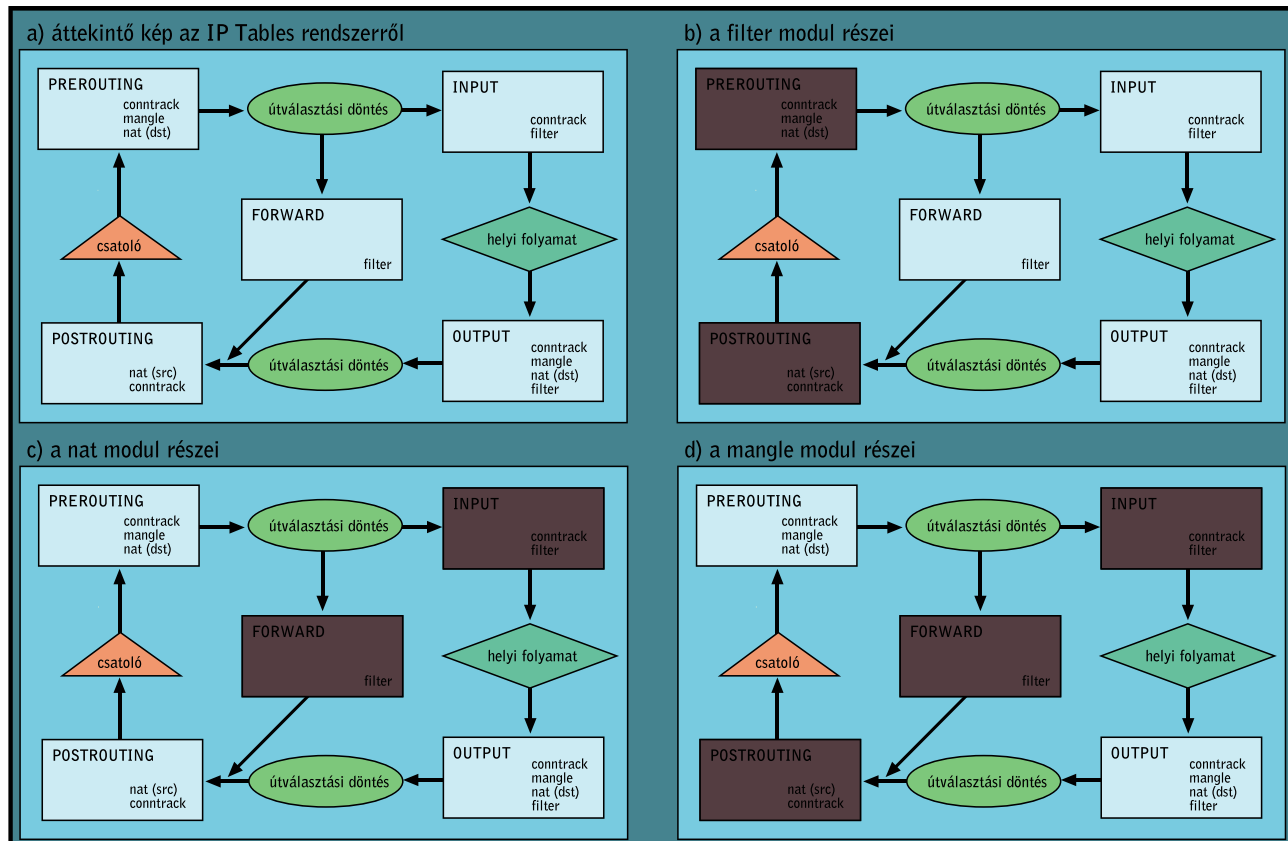 a) áttekintő kép az IP Tables rendszerről
PREROUTING
conntrack
mangle
nat (dst)
útválasztási döntés
INPUT
conntrack
filter
FORWARD
filter
csatoló
helyi folyamat
POSTROUTING
nat (src)
conntrack
útválasztási döntés
OUTPUT
conntrack
mangle
nat (dst)
filter
b) a filter modul részei
PREROUTING
conntrack
mangle
nat (dst)
útválasztási döntés
INPUT
conntrack
filter
FORWARD
filter
csatoló
helyi folyamat
POSTROUTING
nat (src)
conntrack
útválasztási döntés
OUTPUT
conntrack
mangle
nat (dst)
filter
c) a nat modul részei
PREROUTING
conntrack
mangle
nat (dst)
útválasztási döntés
INPUT
conntrack
filter
FORWARD
filter
csatoló
helyi folyamat
POSTROUTING
nat (src)
conntrack
útválasztási döntés
OUTPUT
conntrack
mangle
nat (dst)
filter
d) a mangle modul részei
PREROUTING
conntrack
mangle
nat (dst)
útválasztási döntés
INPUT
conntrack
filter
FORWARD
filter
csatoló
helyi folyamat
POSTROUTING
nat (src)
conntrack
útválasztási döntés
OUTPUT
conntrack
mangle
nat (dst)
filter